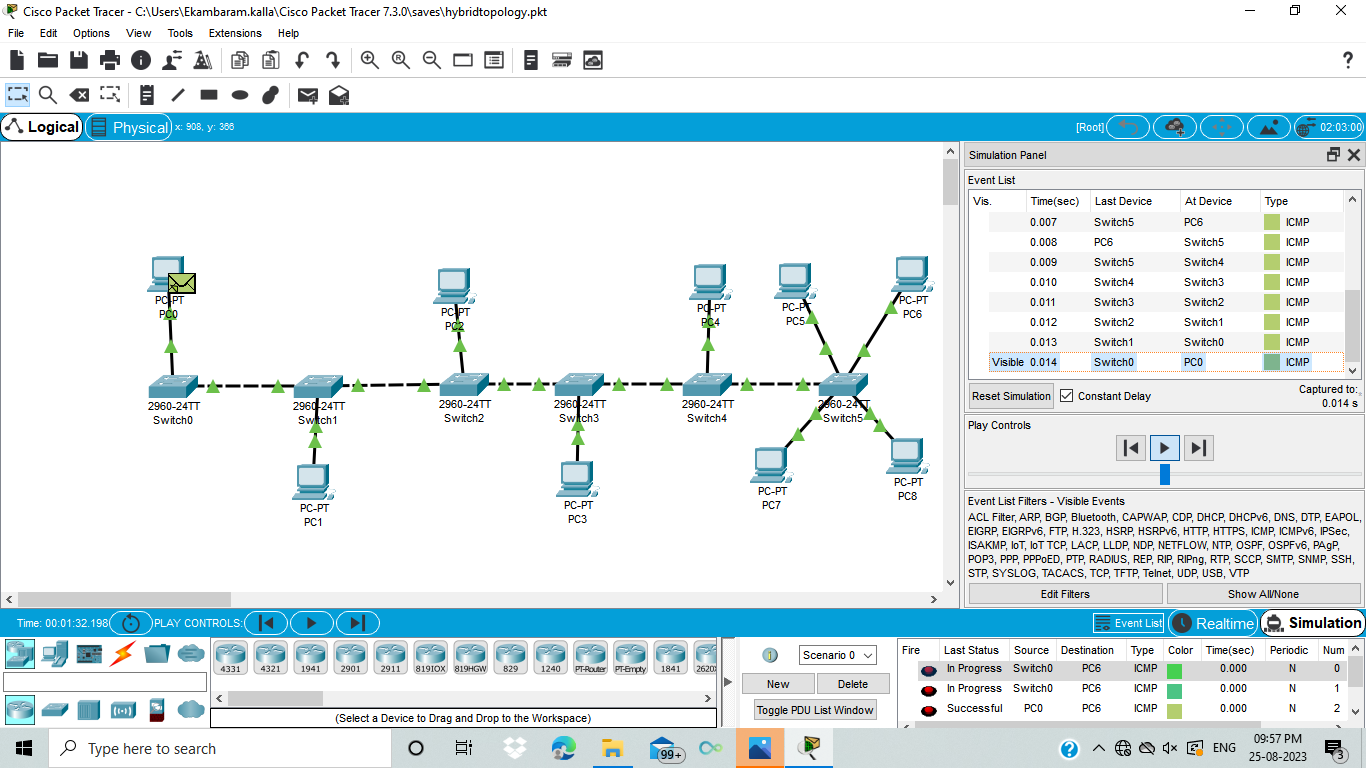 Cisco Packet Tracer - C:\Users\Ekambaram.kalla\Cisco Packet Tracer 7.3.0\saves\hybridtopology.pkt
File Edit Options View Tools Extensions Help
Logical Physical x: 908, y: 366 [Root] 02:03:00
Simulation Panel
Event List
Vis. Time(sec) Last Device At Device Type
0.007 Switch5 PC6 ICMP
0.008 PC6 Switch5 ICMP
0.009 Switch5 Switch4 ICMP
0.010 Switch4 Switch3 ICMP
0.011 Switch3 Switch2 ICMP
0.012 Switch2 Switch1 ICMP
0.013 Switch1 Switch0 ICMP
Visible 0.014 Switch0 PC0 ICMP
Reset Simulation Constant Delay Captured to:
0.014 s
Play Controls
Event List Filters - Visible Events
ACL Filter, ARP, BGP, Bluetooth, CAPWAP, CDP, DHCP, DHCPv6, DNS, DTP, EAPOL,
EIGRP, EIGRPv6, FTP, H.323, HSRP, HSRPv6, HTTP, HTTPS, ICMP, ICMPv6, IPSec,
ISAKMP, IoT, IoT TCP, LACP, LLDP, NDP, NETFLOW, NTP, OSPF, OSPFv6, PAgP,
POP3, PPP, PPPoED, PTP, RADIUS, REP, RIP, RIPng, RTP, SCCP, SMTP, SNMP, SSH,
STP, SYSLOG, TACACS, TCP, TFTP, Telnet, UDP, USB, VTP
Edit Filters Show All/None
PC-PT
PC0
PC-PT
PC2
PC-PT
PC4
PC-PT
PC5
PC-PT
PC6
2960-24TT
Switch0
2960-24TT
Switch1
2960-24TT
Switch2
2960-24TT
Switch3
2960-24TT
Switch4
2960-24TT
Switch5
PC-PT
PC1
PC-PT
PC3
PC-PT
PC7
PC-PT
PC8
Time: 00:01:32.198 PLAY CONTROLS: Event List Realtime Simulation
4331 4321 1941 2901 2911 819IOX 819HGW 829 1240 PT-Router PT-Empty 1841 2620X
(Select a Device to Drag and Drop to the Workspace)
Scenario 0
New Delete
Toggle PDU List Window
Fire Last Status Source Destination Type Color Time(sec) Periodic Num
In Progress Switch0 PC6 ICMP 0.000 N 0
In Progress Switch0 PC6 ICMP 0.000 N 1
Successful PC0 PC6 ICMP 0.000 N 2
Type here to search
99+
ENG
09:57 PM
25-08-2023
3